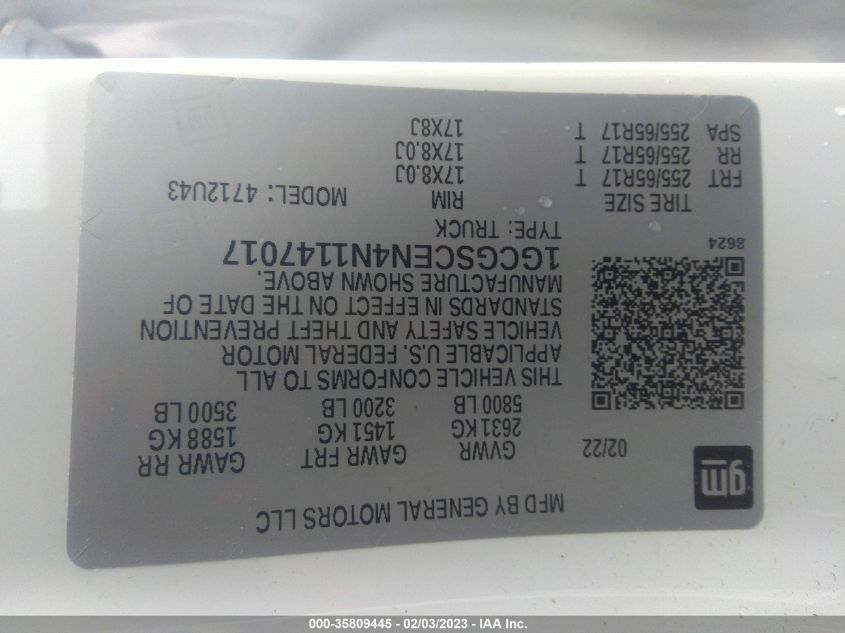 MFD BY GENERAL MOTORS LLC
gm
02/22
GVWR GAWR FRT GAWR RR
2631 KG 1451 KG 1588 KG
5800 LB 3200 LB 3500 LB
THIS VEHICLE CONFORMS TO ALL
APPLICABLE U.S. FEDERAL MOTOR
VEHICLE SAFETY AND THEFT PREVENTION
STANDARDS IN EFFECT ON THE DATE OF
MANUFACTURE SHOWN ABOVE.
1GCGSCEN4N1147017
8624
TYPE: TRUCK
MODEL: 4712U43
TIRE SIZE RIM
FRT 255/65R17 T 17X8.0J
RR 255/65R17 T 17X8.0J
SPA 255/65R17 T 17X8J
000-35809445 - 02/03/2023 - IAA Inc.